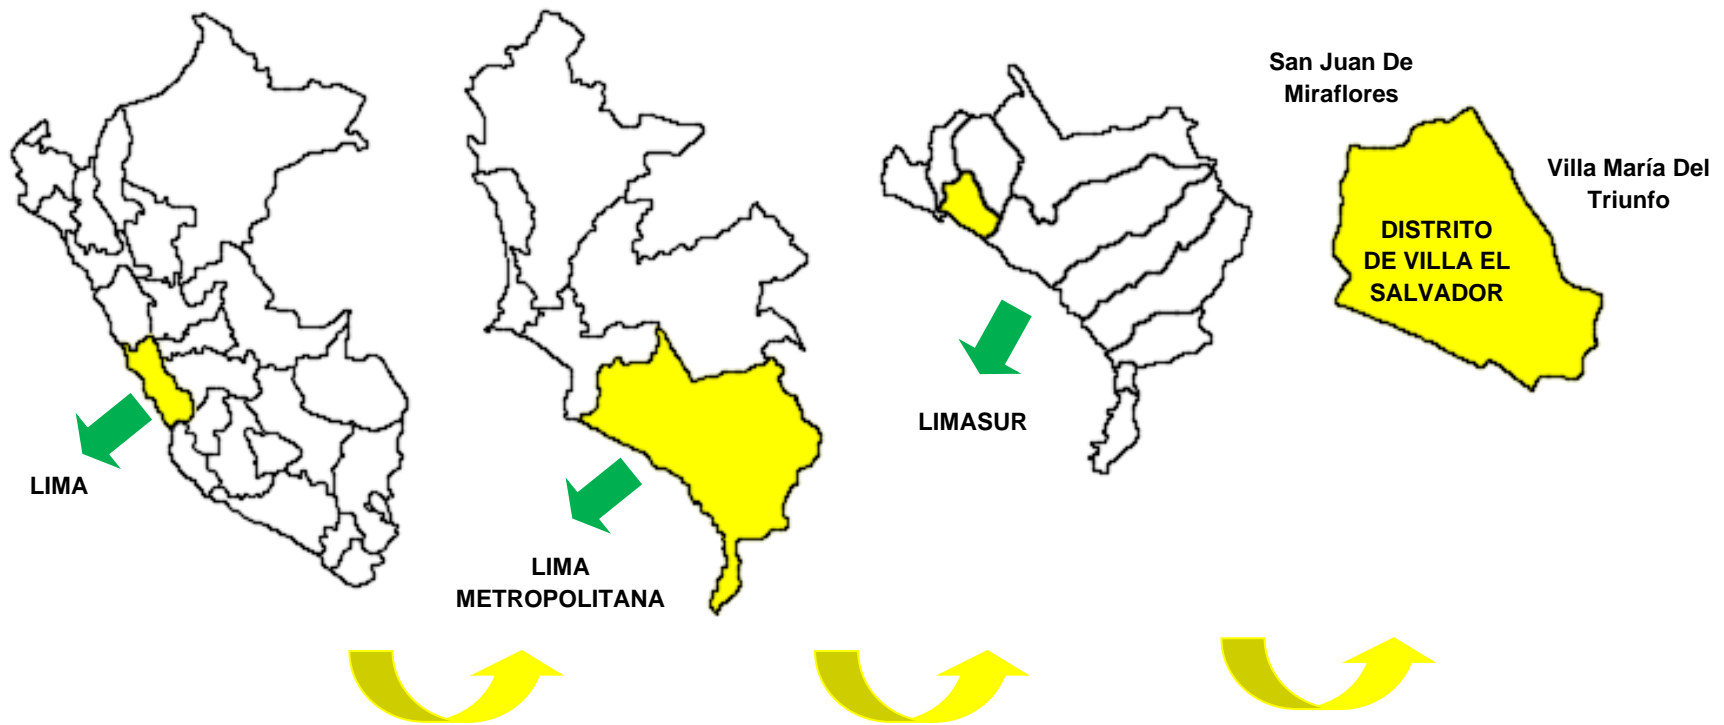 LIMA
LIMA
METROPOLITANA
LIMASUR
San Juan De
Miraflores
Villa María Del
Triunfo
DISTRITO
DE VILLA EL
SALVADOR